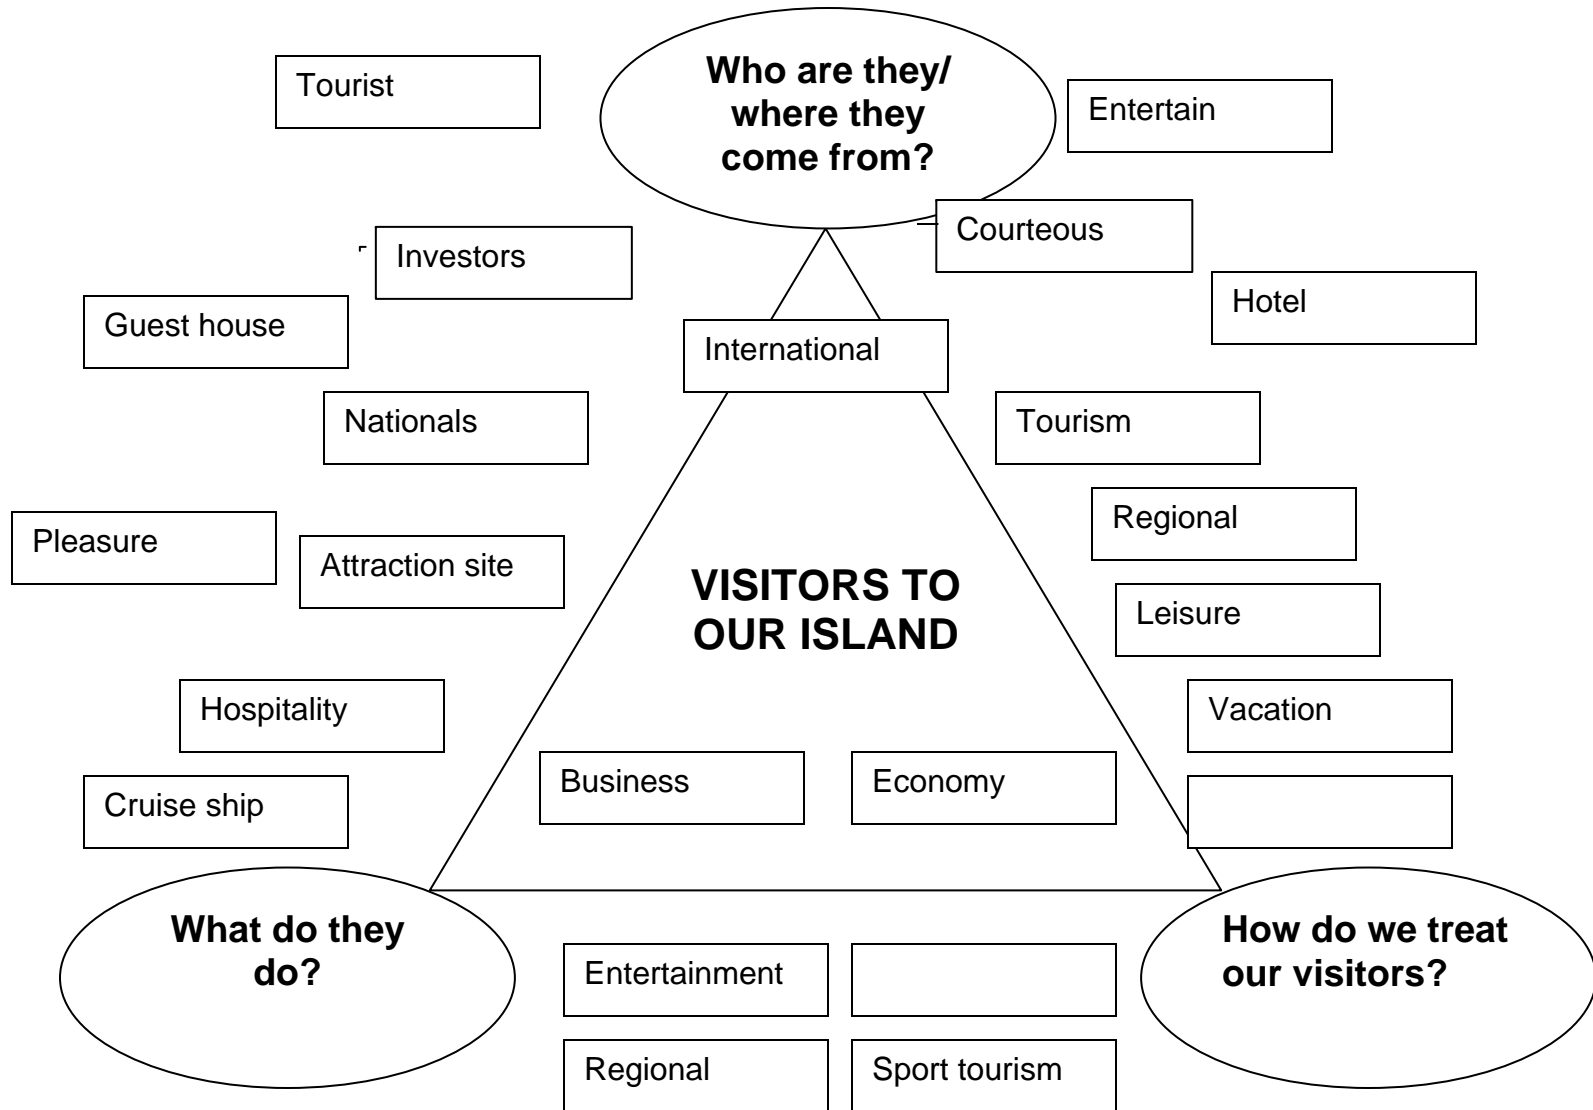 Who are they/
where they
come from?
Tourist
Entertain
Courteous
Investors
Hotel
Guest house
International
Nationals
Tourism
Regional
Pleasure
Attraction site
VISITORS TO
OUR ISLAND
Leisure
Hospitality
Vacation
Business
Economy
Cruise ship
What do they
do?
How do we treat
our visitors?
Entertainment
Regional
Sport tourism